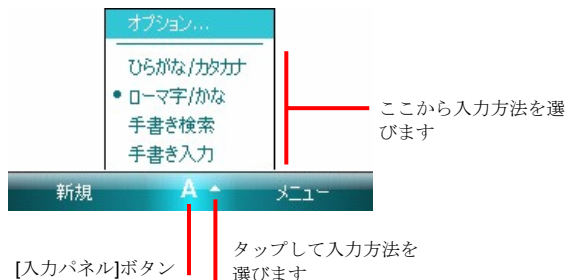 オプション...
ひらがな/カタカナ
ローマ字/かな
手書き検索
手書き入力
ここから入力方法を選
びます
新規
A
メニュー
[入力パネル]ボタン
タップして入力方法を
選びます